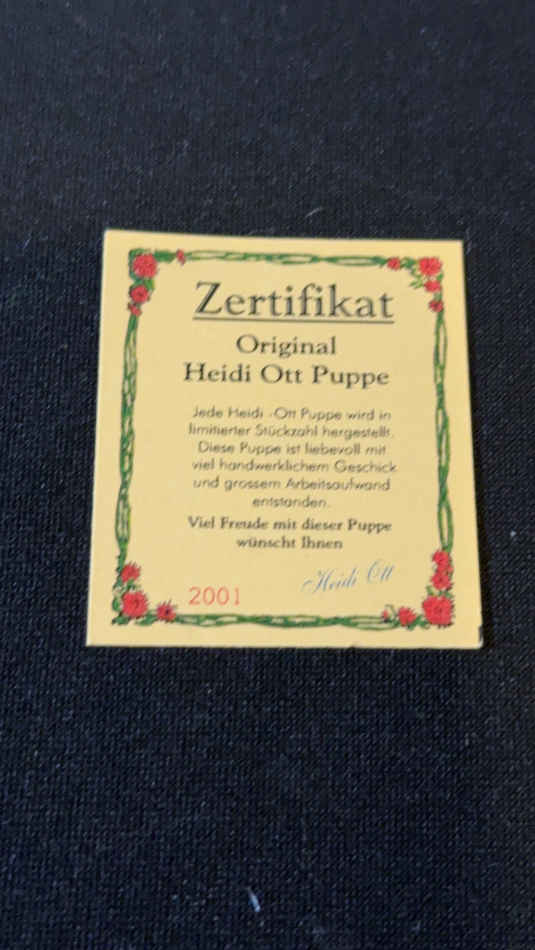 Zertifikat
Original
Heidi Ott Puppe
Jede Heidi-Ott Puppe wird in
limitierter Stückzahl hergestellt.
Diese Puppe ist liebevoll mit
viel handwerklichem Geschick
und grossem Arbeitsaufwand
entstanden.
Viel Freude mit dieser Puppe
wünscht Ihnen
Heidi Ott
2001